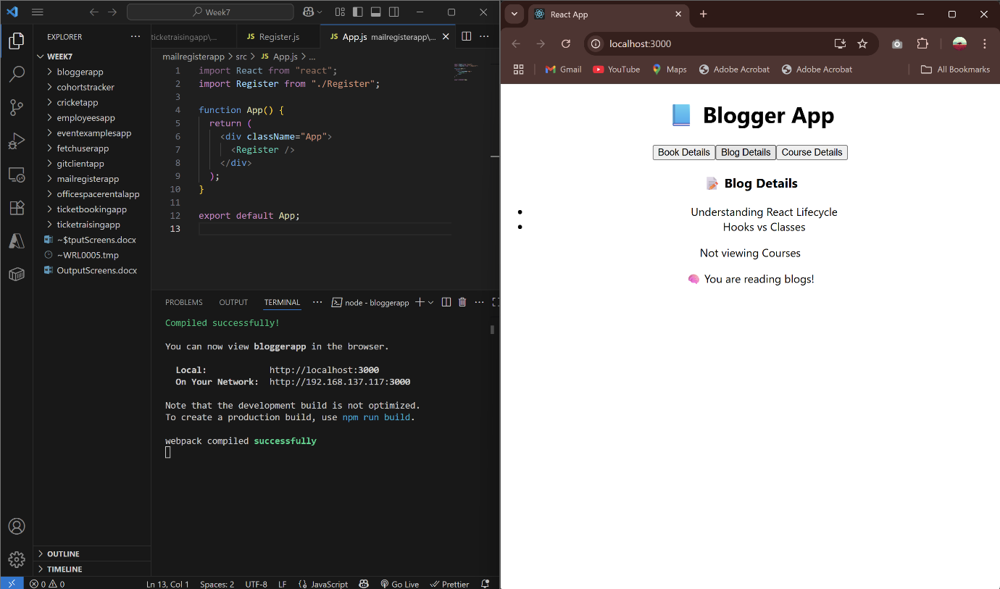 Week7
EXPLORER
WEEK7
bloggerapp
cohortstracker
cricketapp
employeesapp
eventexamplesapp
fetchuserapp
gitclientapp
mailregisterapp
officespacerentalapp
ticketbookingapp
ticketraisingapp
~$tputScreens.docx
~WRL0005.tmp
OutputScreens.docx
OUTLINE
TIMELINE
ticketraisingapp\...
JS Register.js
JS App.js mailregisterapp\...
mailregisterapp > src > JS App.js > ...
1 import React from "react";
2 import Register from "./Register";
3
4 function App() {
5 return (
6 <div className="App">
7 <Register />
8 </div>
9 );
10 }
11
12 export default App;
13
PROBLEMS OUTPUT TERMINAL ... node - bloggerapp
Compiled successfully!
You can now view bloggerapp in the browser.
Local: http://localhost:3000
On Your Network: http://192.168.137.117:3000
Note that the development build is not optimized.
To create a production build, use npm run build.
webpack compiled successfully
0 0 Ln 13, Col 1 Spaces: 2 UTF-8 LF {} JavaScript Go Live Prettier
React App
localhost:3000
Gmail YouTube Maps Adobe Acrobat Adobe Acrobat All Bookmarks
📘 Blogger App
Book Details Blog Details Course Details
📝 Blog Details
• Understanding React Lifecycle
• Hooks vs Classes
Not viewing Courses
🧠 You are reading blogs!